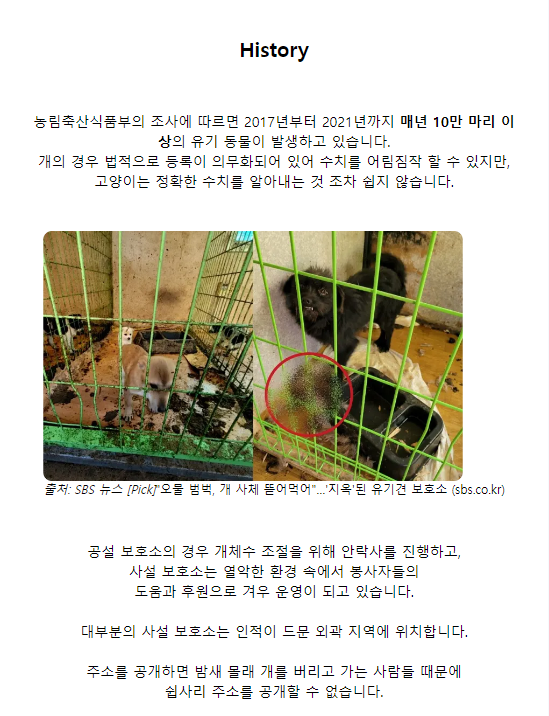 History
농림축산식품부의 조사에 따르면 2017년부터 2021년까지 매년 10만 마리 이
상의 유기 동물이 발생하고 있습니다.
개의 경우 법적으로 등록이 의무화되어 있어 수치를 어림짐작 할 수 있지만,
고양이는 정확한 수치를 알아내는 것 조차 쉽지 않습니다.
출처: SBS 뉴스 [Pick]"오물 범벅, 개 사체 뜯어먹어"…'지옥'된 유기견 보호소 (sbs.co.kr)
공설 보호소의 경우 개체수 조절을 위해 안락사를 진행하고,
사설 보호소는 열악한 환경 속에서 봉사자들의
도움과 후원으로 겨우 운영이 되고 있습니다.
대부분의 사설 보호소는 인적이 드문 외곽 지역에 위치합니다.
주소를 공개하면 밤새 몰래 개를 버리고 가는 사람들 때문에
쉽사리 주소를 공개할 수 없습니다.